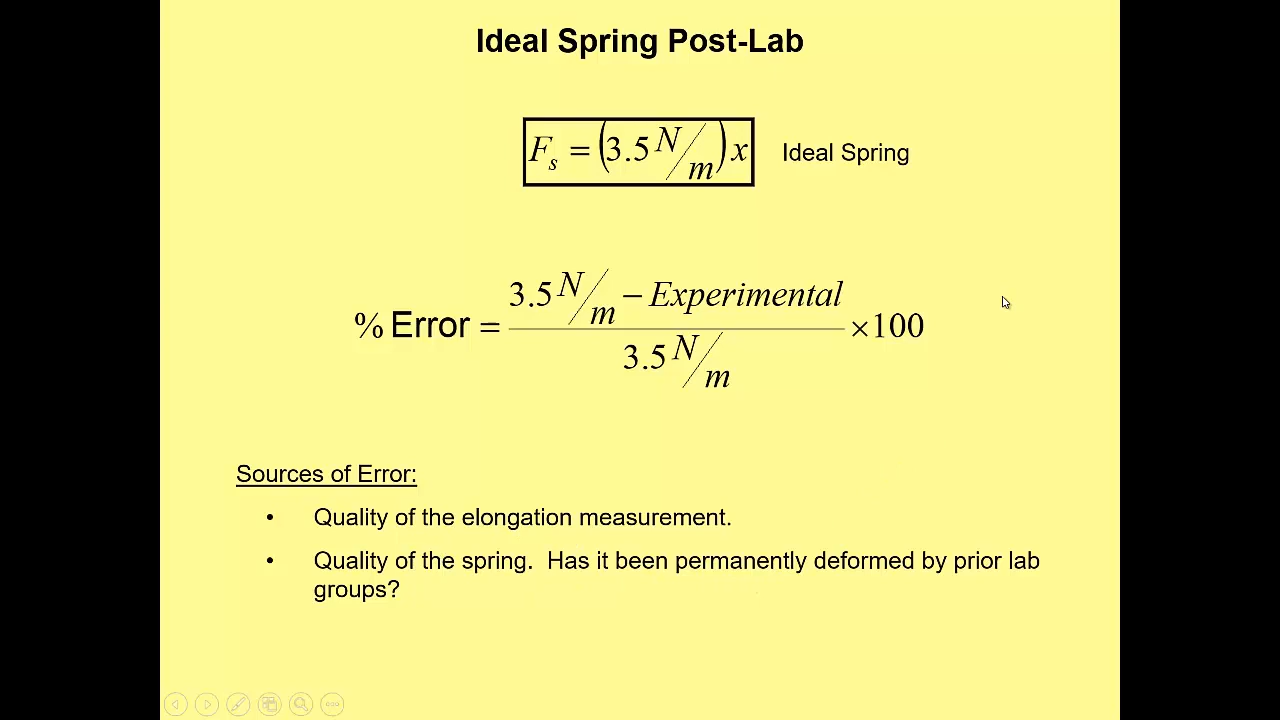 Ideal Spring Post-Lab
F_s = (3.5 N/m) x Ideal Spring
% Error = (3.5 N/m − Experimental) / (3.5 N/m) ×100
Sources of Error:
• Quality of the elongation measurement.
• Quality of the spring. Has it been permanently deformed by prior lab
groups?